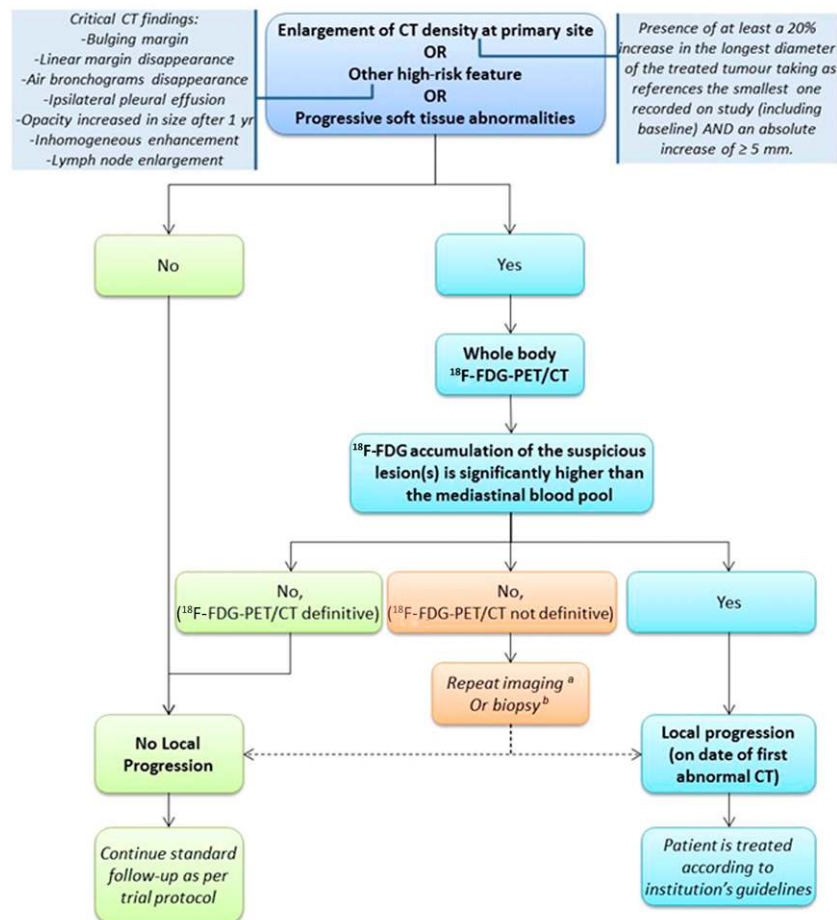 Critical CT findings:
-Bulging margin
-Linear margin disappearance
-Air bronchograms disappearance
-Ipsilateral pleural effusion
-Opacity increased in size after 1 yr
-Inhomogeneous enhancement
-Lymph node enlargement
Enlargement of CT density at primary site
OR
Other high-risk feature
OR
Progressive soft tissue abnormalities
Presence of at least a 20%
increase in the longest diameter
of the treated tumour taking as
references the smallest one
recorded on study (including
baseline) AND an absolute
increase of ≥ 5 mm.
No
Yes
Whole body
¹⁸F-FDG-PET/CT
¹⁸F-FDG accumulation of the suspicious
lesion(s) is significantly higher than
the mediastinal blood pool
No,
(¹⁸F-FDG-PET/CT definitive)
No,
(¹⁸F-FDG-PET/CT not definitive)
Yes
Repeat imaging ᵃ
Or biopsy ᵇ
No Local
Progression
Local progression
(on date of first
abnormal CT)
Continue standard
follow-up as per
trial protocol
Patient is treated
according to
institution's guidelines